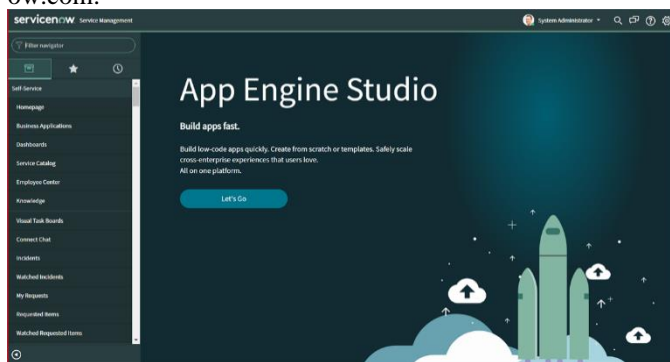 ow.com.
servicenow Service Management
System Administrator
Filter navigator
Self-Service
Homepage
Business Applications
Dashboards
Service Catalog
Employee Center
Knowledge
Visual Task Boards
Connect Chat
Incidents
Watched Incidents
My Requests
Requested Items
Watched Requested Items
App Engine Studio
Build apps fast.
Build low-code apps quickly. Create from scratch or templates. Safely scale
cross-enterprise experiences that users love.
All on one platform.
Let's Go